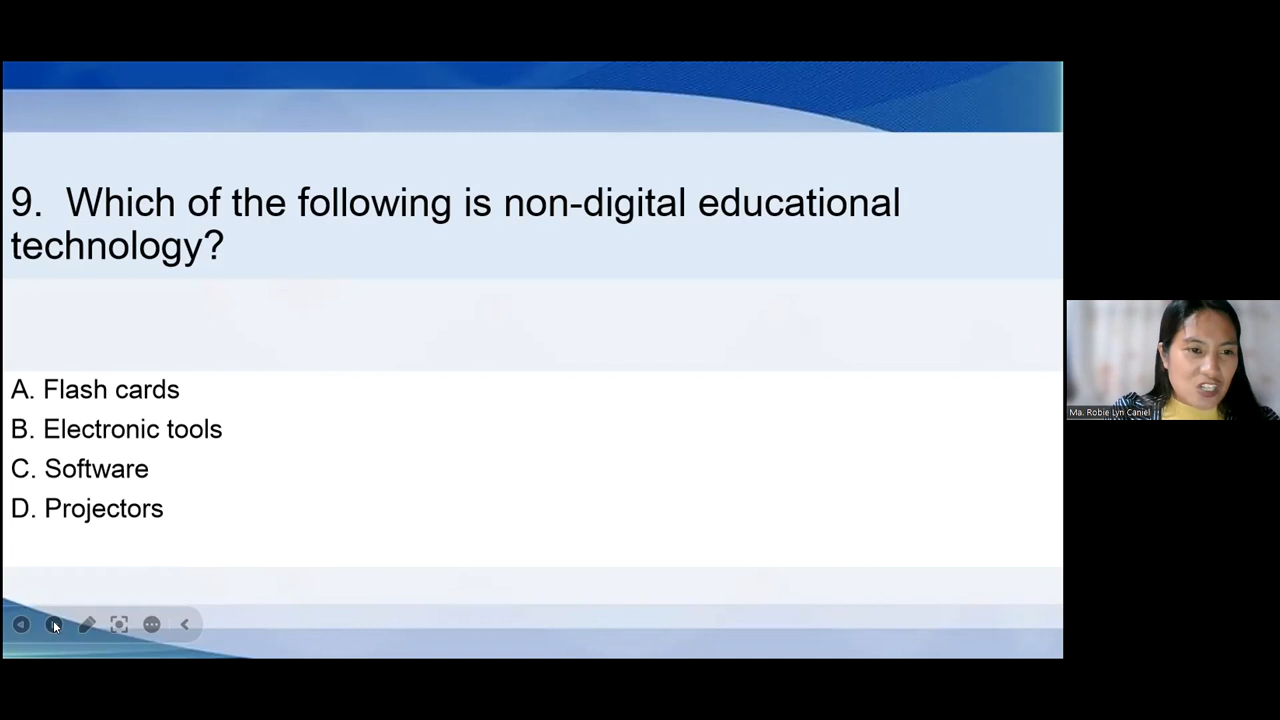 9. Which of the following is non-digital educational
technology?
A. Flash cards
B. Electronic tools
C. Software
D. Projectors
Ma. Robie Lyn Caniel